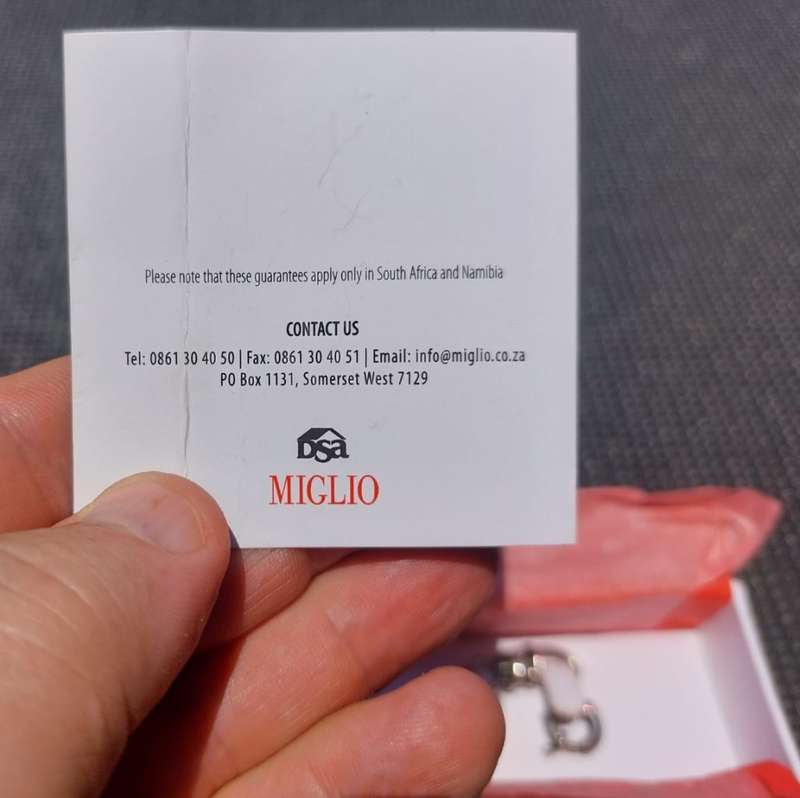 Please note that these guarantees apply only in South Africa and Namibia
CONTACT US
Tel: 0861 30 40 50 | Fax: 0861 30 40 51 | Email: info@miglio.co.za
PO Box 1131, Somerset West 7129
DSa
MIGLIO